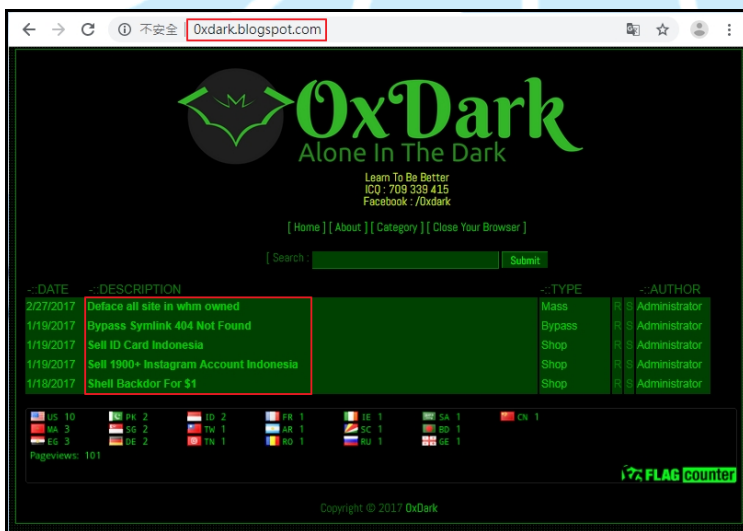 不安全 0xdark.blogspot.com
0xDark
Alone In The Dark
Learn To Be Better
ICQ : 709 339 415
Facebook : /0xdark
[ Home ] [ About ] [ Category ] [ Close Your Browser ]
[ Search : Submit
-::DATE -::DESCRIPTION -::TYPE -::AUTHOR
2/27/2017 Deface all site in whm owned Mass R S Administrator
1/19/2017 Bypass Symlink 404 Not Found Bypass R S Administrator
1/19/2017 Sell ID Card Indonesia Shop R S Administrator
1/19/2017 Sell 1900+ Instagram Account Indonesia Shop R S Administrator
1/18/2017 Shell Backdor For $1 Shop R S Administrator
US 10 PK 2 ID 2 FR 1 IE 1 SA 1 CN 1
MA 3 SG 2 TW 1 AR 1 SC 1 BD 1
EG 3 DE 2 TN 1 RO 1 RU 1 GE 1
Pageviews: 101
FLAG counter
Copyright © 2017 0xDark